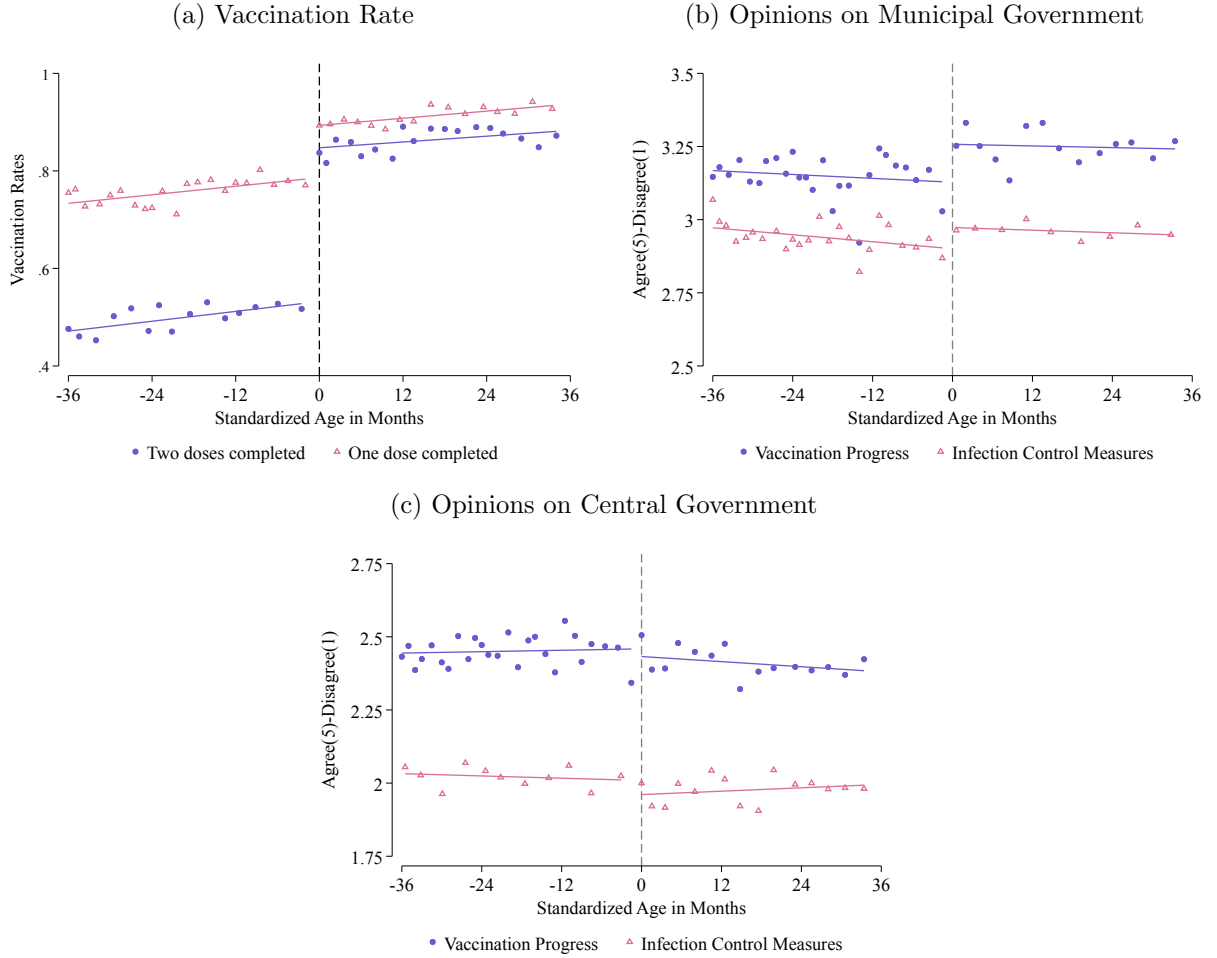 (a) Vaccination Rate
1
.8
.6
.4
Vaccination Rates
-36 -24 -12 0 12 24 36
Standardized Age in Months
Two doses completed One dose completed
(b) Opinions on Municipal Government
3.5
3.25
3
2.75
2.5
Agree(5)-Disagree(1)
-36 -24 -12 0 12 24 36
Standardized Age in Months
Vaccination Progress Infection Control Measures
(c) Opinions on Central Government
2.75
2.5
2.25
2
1.75
Agree(5)-Disagree(1)
-36 -24 -12 0 12 24 36
Standardized Age in Months
Vaccination Progress Infection Control Measures